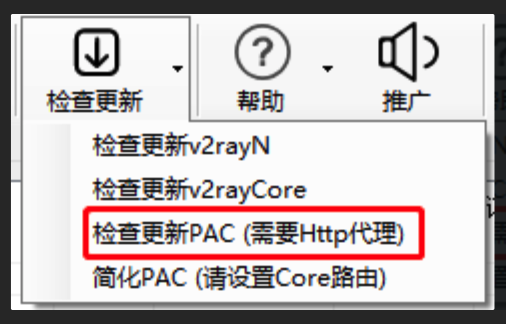 检查更新
帮助
推广
检查更新v2rayN
检查更新v2rayCore
检查更新PAC (需要Http代理)
简化PAC (请设置Core路由)